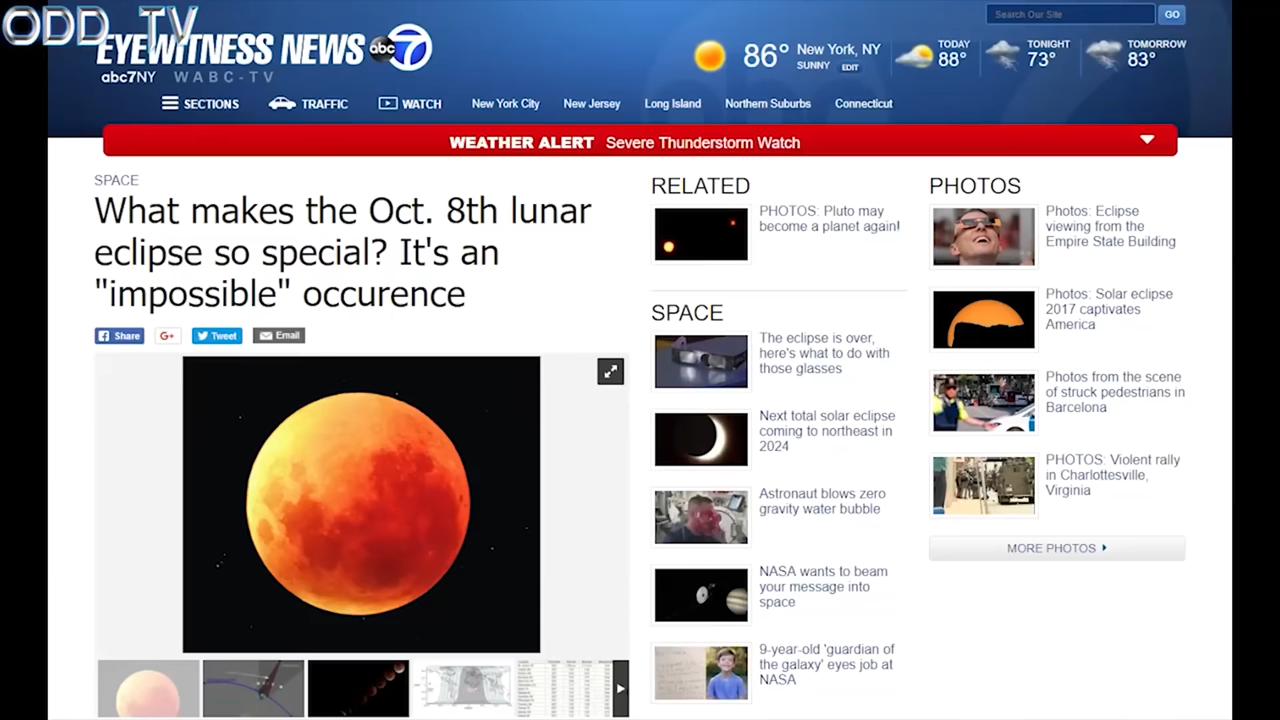 ODD TV
EYEWITNESS NEWS abc 7
abc7NY WABC-TV
Search Our Site GO
86° New York, NY
SUNNY EDIT
TODAY
88°
TONIGHT
73°
TOMORROW
83°
SECTIONS TRAFFIC WATCH New York City New Jersey Long Island Northern Suburbs Connecticut
WEATHER ALERT Severe Thunderstorm Watch
SPACE
What makes the Oct. 8th lunar
eclipse so special? It's an
"impossible" occurence
Share G+ Tweet Email
RELATED
PHOTOS: Pluto may
become a planet again!
SPACE
The eclipse is over,
here's what to do with
those glasses
Next total solar eclipse
coming to northeast in
2024
Astronaut blows zero
gravity water bubble
NASA wants to beam
your message into
space
9-year-old 'guardian of
the galaxy' eyes job at
NASA
PHOTOS
Photos: Eclipse
viewing from the
Empire State Building
Photos: Solar eclipse
2017 captivates
America
Photos from the scene
of struck pedestrians in
Barcelona
PHOTOS: Violent rally
in Charlottesville,
Virginia
MORE PHOTOS